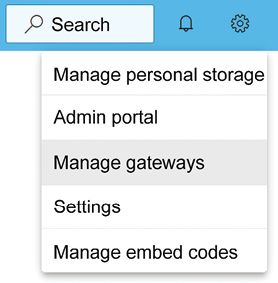 Search
Manage personal storage
Admin portal
Manage gateways
Settings
Manage embed codes